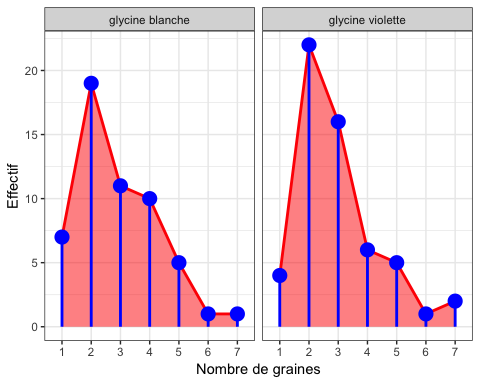 glycine blanche
glycine violette
Effectif
20
15
10
5
0
1 2 3 4 5 6 7
1 2 3 4 5 6 7
Nombre de graines